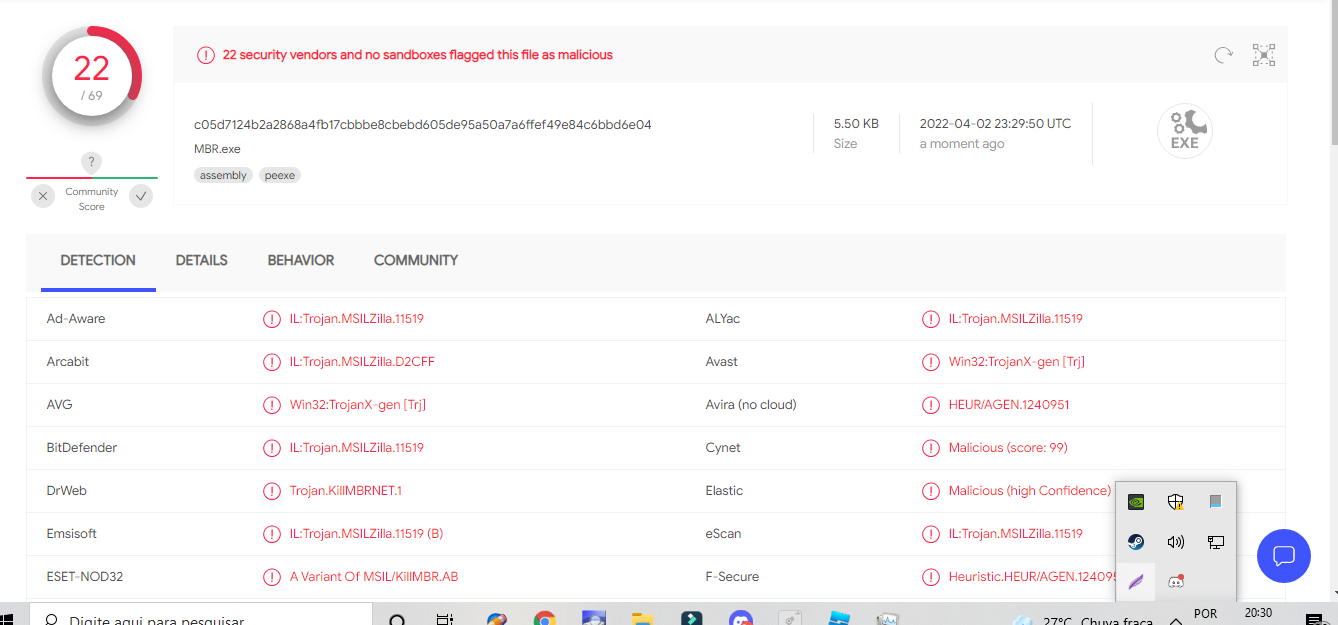 22
/ 69
22 security vendors and no sandboxes flagged this file as malicious
c05d7124b2a2868a4fb17cbbbe8cbebd605de95a50a7a6ffef49e84c6bbd6e04
MBR.exe
assembly peexe
5.50 KB
Size
2022-04-02 23:29:50 UTC
a moment ago
EXE
?
Community
Score
DETECTION DETAILS BEHAVIOR COMMUNITY
Ad-Aware IL:Trojan.MSILZilla.11519 ALYac IL:Trojan.MSILZilla.11519
Arcabit IL:Trojan.MSILZilla.D2CFF Avast Win32:TrojanX-gen [Trj]
AVG Win32:TrojanX-gen [Trj] Avira (no cloud) HEUR/AGEN.1240951
BitDefender IL:Trojan.MSILZilla.11519 Cynet Malicious (score: 99)
DrWeb Trojan.KillMBRNET.1 Elastic Malicious (high Confidence)
Emsisoft IL:Trojan.MSILZilla.11519 (B) eScan IL:Trojan.MSILZilla.11519
ESET-NOD32 A Variant Of MSIL/KillMBR.AB F-Secure Heuristic.HEUR/AGEN.124095
Digite aqui para pesquisar 27°C Chuva fraca POR 20:30